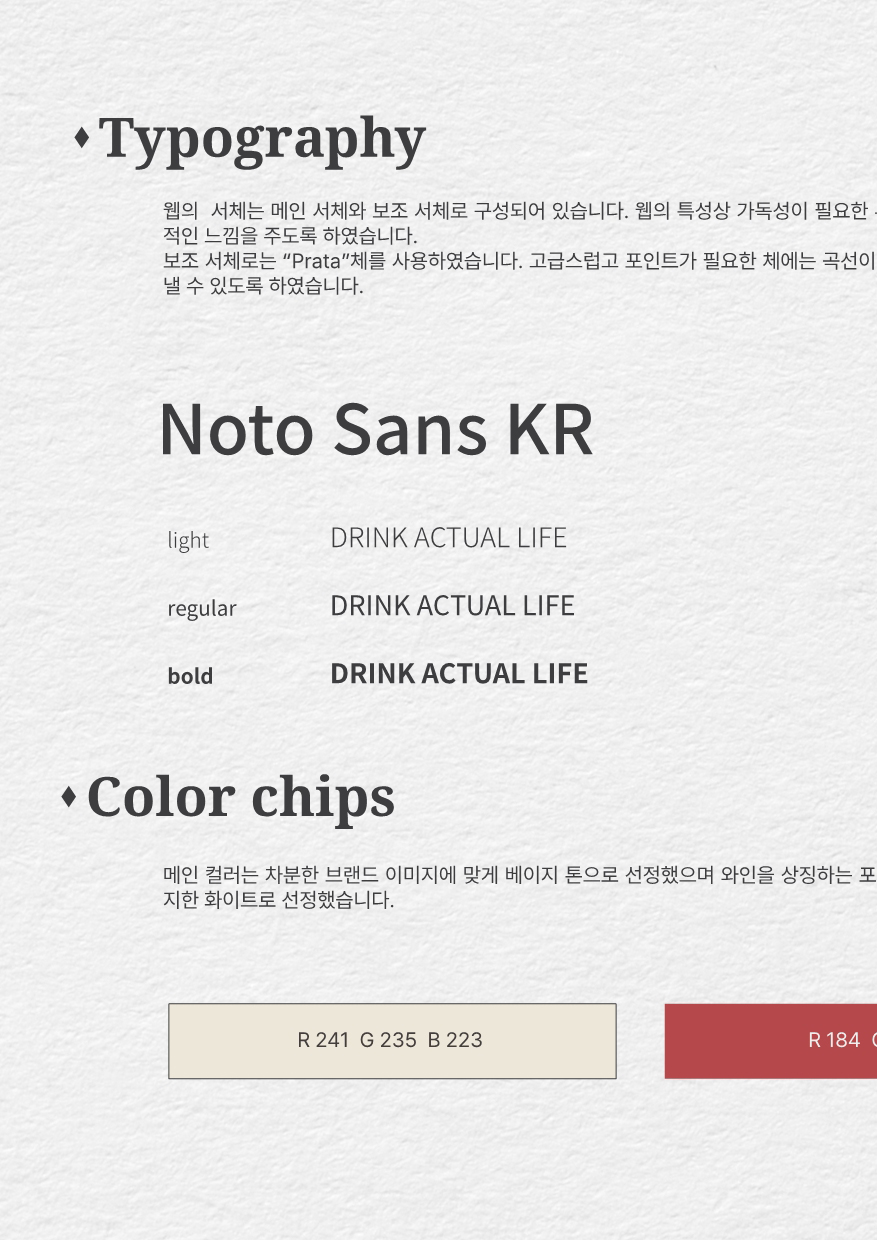 Typography
웹의 서체는 메인 서체와 보조 서체로 구성되어 있습니다. 웹의 특성상 가독성이 필요한
적인 느낌을 주도록 하였습니다.
보조 서체로는 “Prata”체를 사용하였습니다. 고급스럽고 포인트가 필요한 체에는 곡선이
낼 수 있도록 하였습니다.
Noto Sans KR
light DRINK ACTUAL LIFE
regular DRINK ACTUAL LIFE
bold DRINK ACTUAL LIFE
Color chips
메인 컬러는 차분한 브랜드 이미지에 맞게 베이지 톤으로 선정했으며 와인을 상징하는 포
지한 화이트로 선정했습니다.
R 241 G 235 B 223
R 184